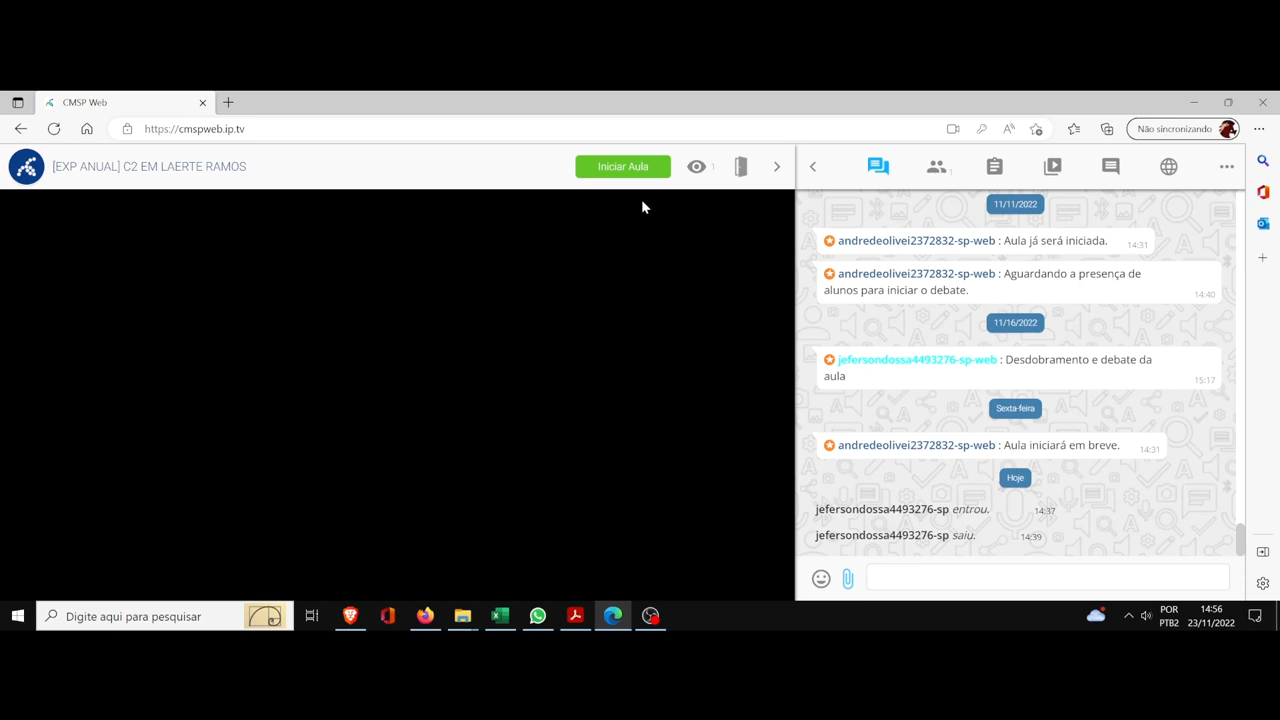 CMSP Web
https://cmspweb.ip.tv
Não sincronizando
[EXP ANUAL] C2 EM LAERTE RAMOS
Iniciar Aula
1
1
11/11/2022
andredeolivei2372832-sp-web : Aula já será iniciada.
14:31
andredeolivei2372832-sp-web : Aguardando a presença de
alunos para iniciar o debate.
14:40
11/16/2022
jefersondossa4493276-sp-web : Desdobramento e debate da
aula
15:17
Sexta-feira
andredeolivei2372832-sp-web : Aula iniciará em breve.
14:31
Hoje
jefersondossa4493276-sp entrou.
14:37
jefersondossa4493276-sp saiu.
14:39
Digite aqui para pesquisar
POR
PTB2
14:56
23/11/2022